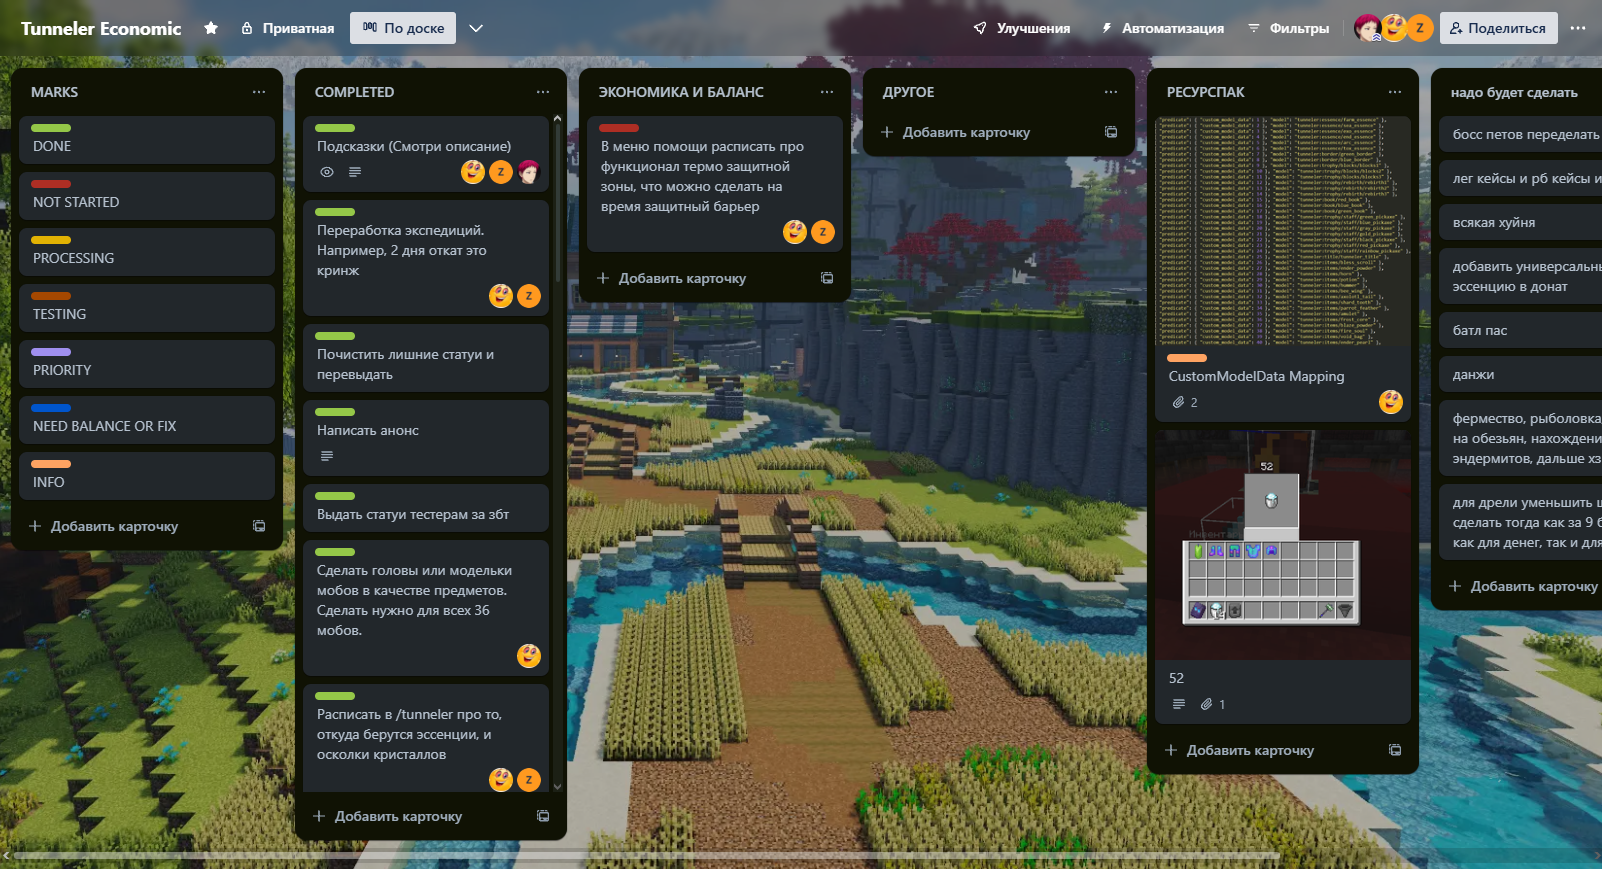 Tunneler Economic
Приватная
По доске
Улучшения
Автоматизация
Фильтры
Z
Поделиться
MARKS
DONE
NOT STARTED
PROCESSING
TESTING
PRIORITY
NEED BALANCE OR FIX
INFO
Добавить карточку
COMPLETED
Подсказки (Смотри описание)
Z
Переработка экспедиций.
Например, 2 дня откат это
кринж
Z
Почистить лишние статуи и
перевыдать
Написать анонс
Выдать статуи тестерам за збт
Сделать головы или модельки
мобов в качестве предметов.
Сделать нужно для всех 36
мобов.
Расписать в /tunneler про то,
откуда берутся эссенции, и
осколки кристаллов
Z
Добавить карточку
ЭКОНОМИКА И БАЛАНС
В меню помощи расписать про
функционал термо защитной
зоны, что можно сделать на
время защитный барьер
Z
Добавить карточку
ДРУГОЕ
Добавить карточку
РЕСУРСПАК
CustomModelData Mapping
2
52
52
1
Добавить карточку
надо будет сделать
босс петов переделать
лег кейсы и рб кейсы и
всякая хуйня
добавить
эссенцию в донат
батл пас
данжи
фермество, рыболовка,
на обезьян,
эндермитов, дальше хз
для дрели уменьшить
сделать тогда как за 9
как для денег, так и для
Добавить карточку